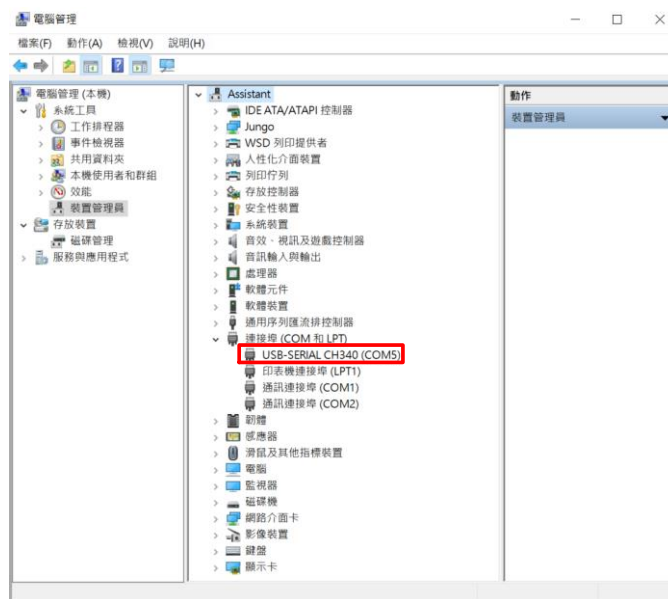 電腦管理
檔案(F) 動作(A) 檢視(V) 說明(H)
電腦管理 (本機)
系統工具
工作排程器
事件檢視器
共用資料夾
本機使用者和群組
效能
裝置管理員
存放裝置
磁碟管理
服務與應用程式
Assistant
IDE ATA/ATAPI 控制器
Jungo
WSD 列印提供者
人性化介面裝置
列印佇列
存放控制器
安全性裝置
系統裝置
音效、視訊及遊戲控制器
音訊輸入與輸出
處理器
軟體元件
軟體裝置
通用序列匯流排控制器
連接埠 (COM 和 LPT)
USB-SERIAL CH340 (COM5)
印表機連接埠 (LPT1)
通訊連接埠 (COM1)
通訊連接埠 (COM2)
韌體
感應器
滑鼠及其他指標裝置
電腦
監視器
磁碟機
網路介面卡
影像裝置
鍵盤
顯示卡
動作
裝置管理員